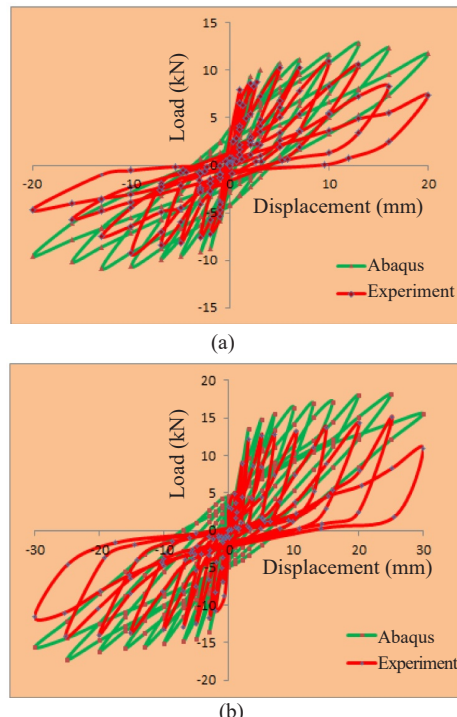 15
10
5
0
-5
-10
-15
-20 -10 0 10 20
Load (kN)
Displacement (mm)
Abaqus
Experiment
(a)
20
15
10
5
0
-5
-10
-15
-20
-30 -20 -10 0 10 20 30
Load (kN)
Displacement (mm)
Abaqus
Experiment
(b)